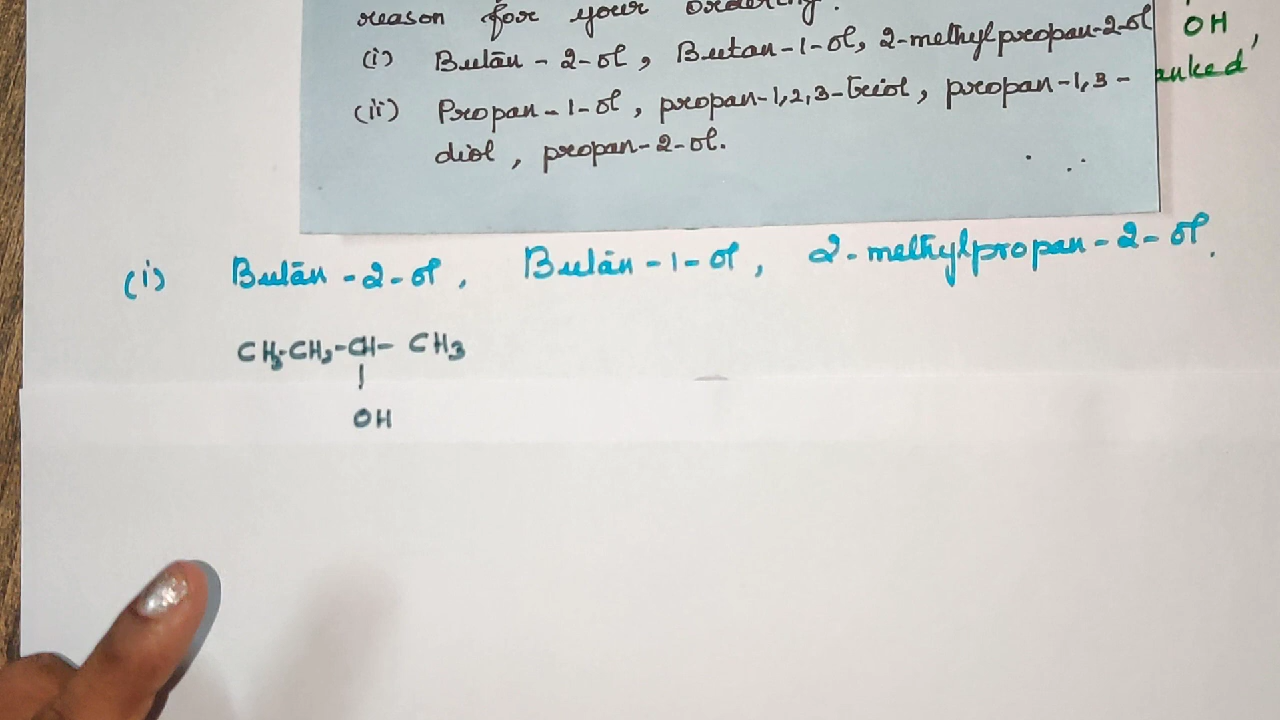 reason for your ordering.
(i) Butan-2-ol, Butan-1-ol, 2-methylpropan-2-ol
OH,
(ii) Propan-1-ol, propan-1,2,3-triol, propan-1,3-
anked
diol, propan-2-ol.
(i) Butan-2-ol, Butan-1-ol, 2-methylpropan-2-ol.
CH3-CH2-CH-CH3
|
OH